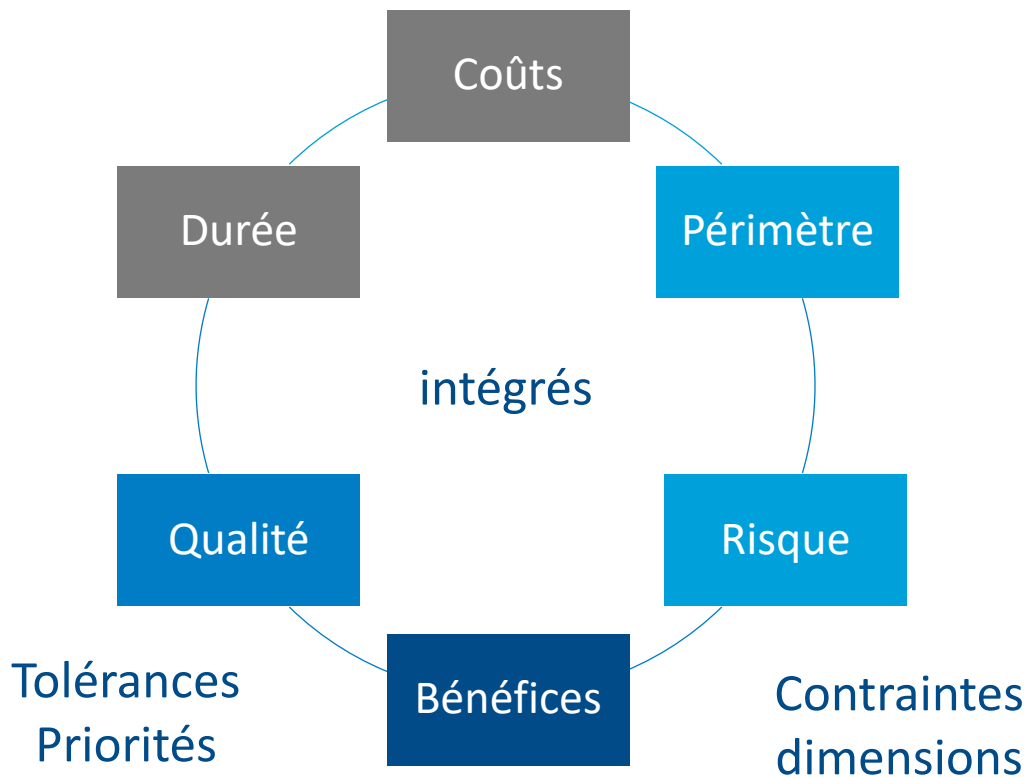 Coûts
Durée
Périmètre
intégrés
Qualité
Risque
Bénéfices
Tolérances
Priorités
Contraintes
dimensions